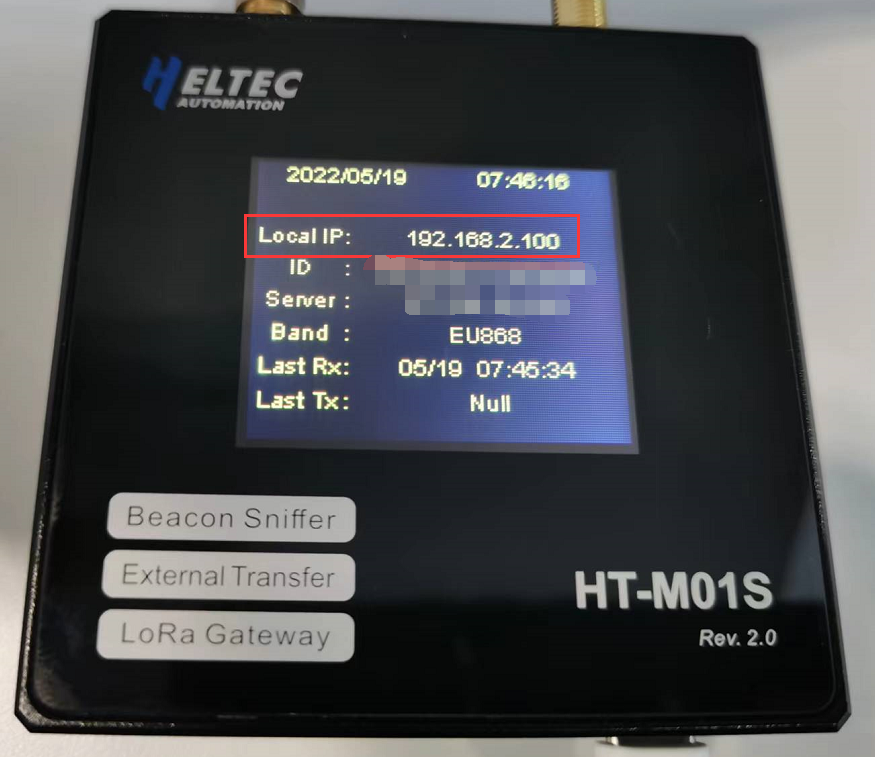 HELTEC
AUTOMATION
2022/05/19 07:46:16
Local IP: 192.168.2.100
ID :
Server :
Band : EU868
Last Rx: 05/19 07:45:34
Last Tx: Null
Beacon Sniffer
External Transfer
LoRa Gateway
HT-M01S
Rev. 2.0